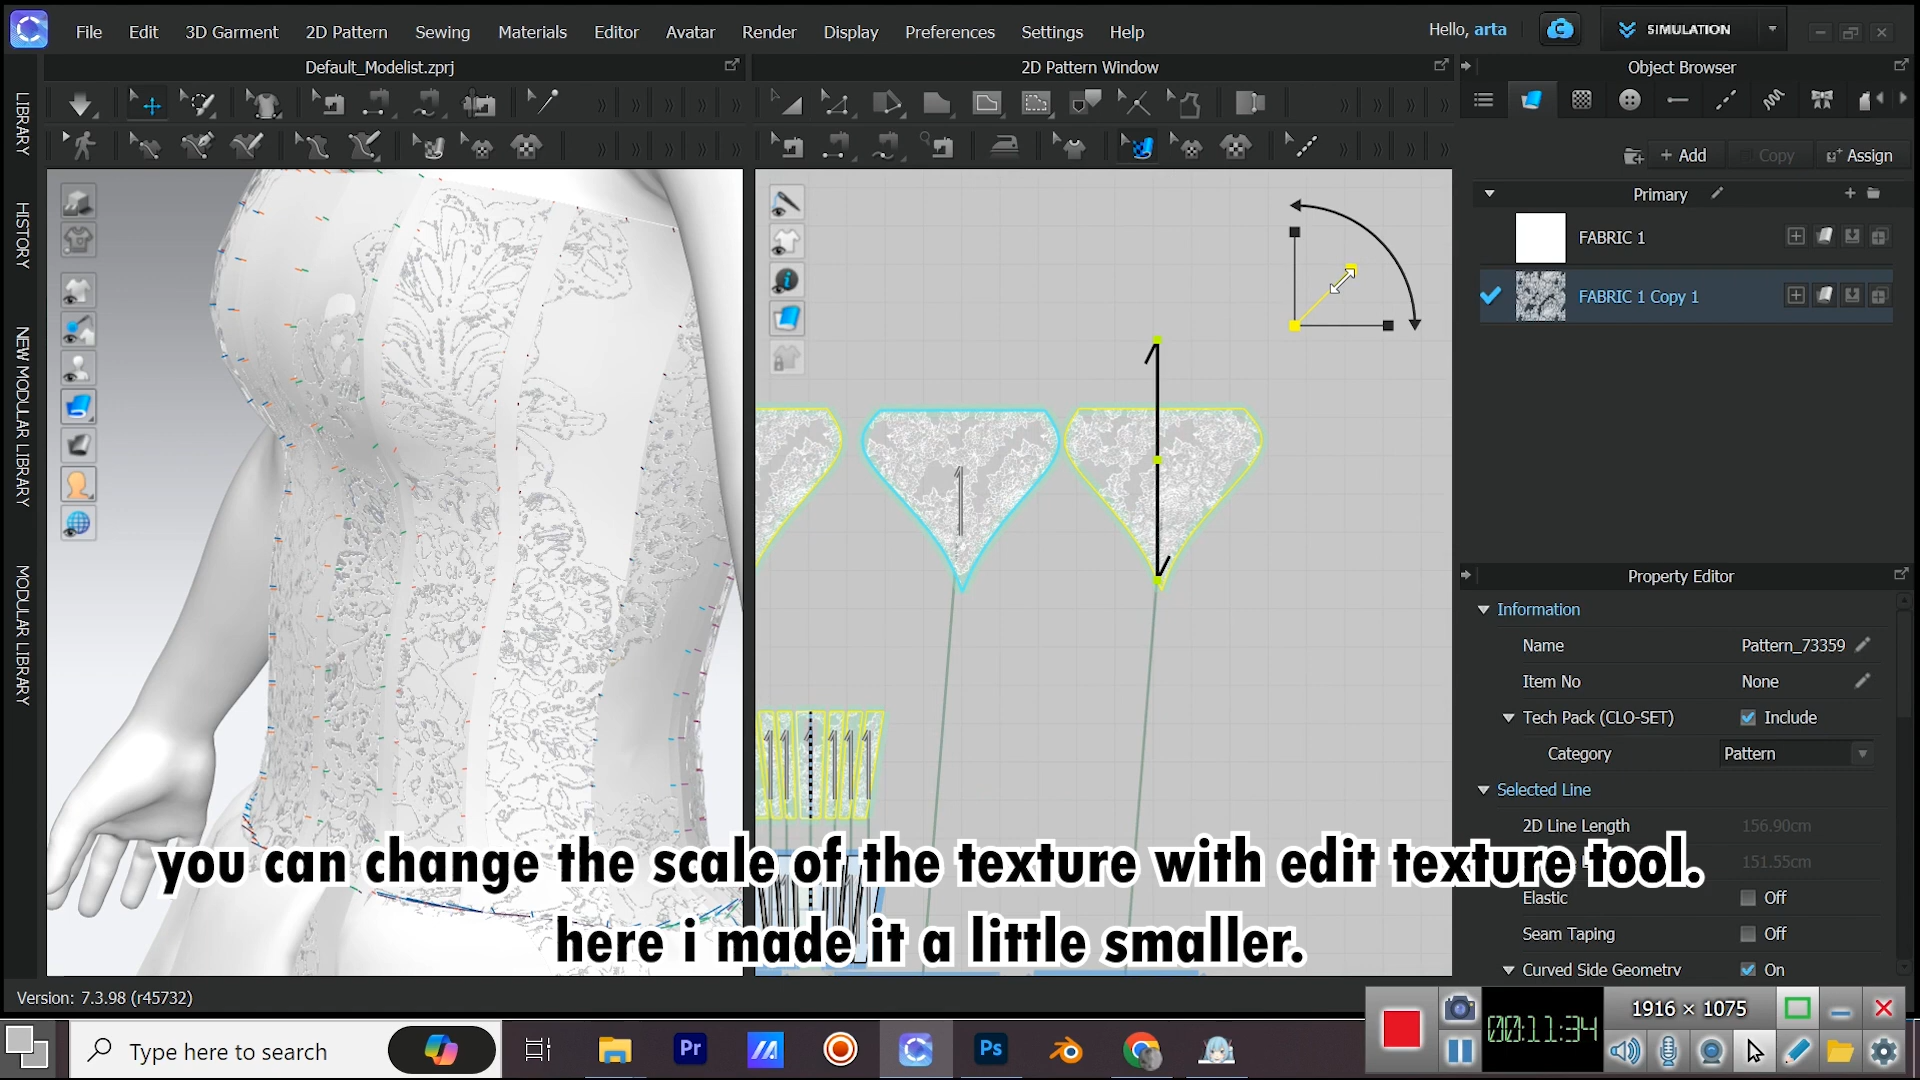 File Edit 3D Garment 2D Pattern Sewing Materials Editor Avatar Render Display Preferences Settings Help
Hello, arta
SIMULATION
Default_Modelist.zprj
2D Pattern Window
Object Browser
LIBRARY
HISTORY
NEW MODULAR LIBRARY
MODULAR LIBRARY
+ Add
Copy
Assign
Primary
FABRIC 1
FABRIC 1 Copy 1
Property Editor
Information
Name Pattern_73359
Item No None
Tech Pack (CLO-SET) Include
Category Pattern
Selected Line
2D Line Length 156.90cm
151.55cm
Elastic Off
Seam Taping Off
Curved Side Geometry On
you can change the scale of the texture with edit texture tool.
here i made it a little smaller.
Version: 7.3.98 (r45732)
1916 × 1075
00:11:34
Type here to search
Pr
Ps